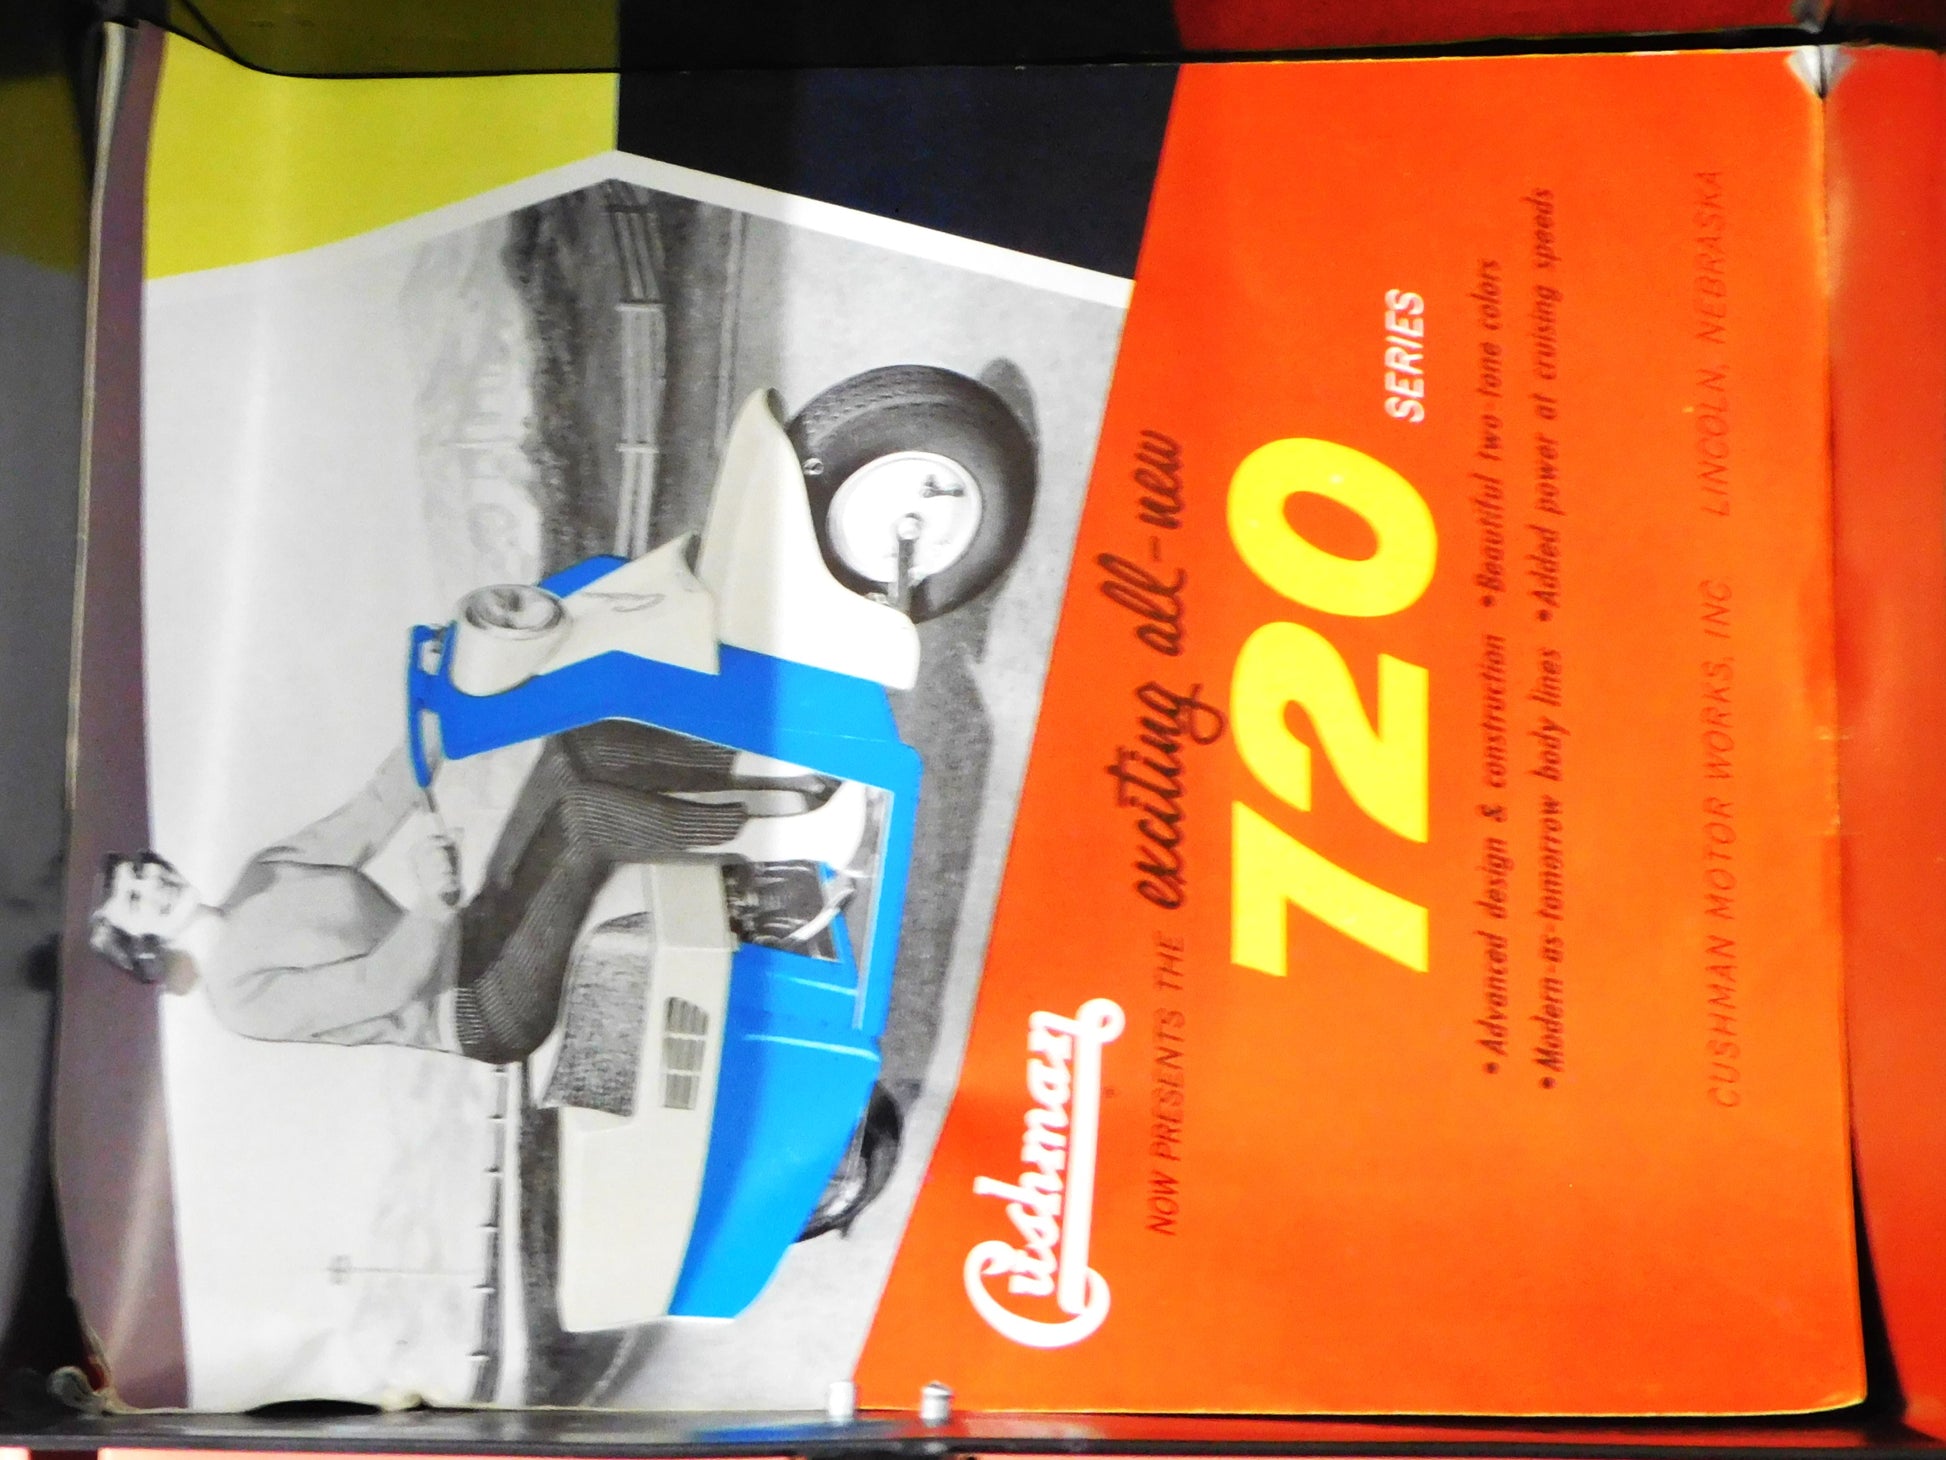 Cushman
NOW PRESENTS THE exciting all-new
720 SERIES
•Advanced design & construction •Beautiful two-tone colors
•Modern-as-tomorrow body lines •Added power at cruising speeds
CUSHMAN MOTOR WORKS, INC LINCOLN, NEBRASKA